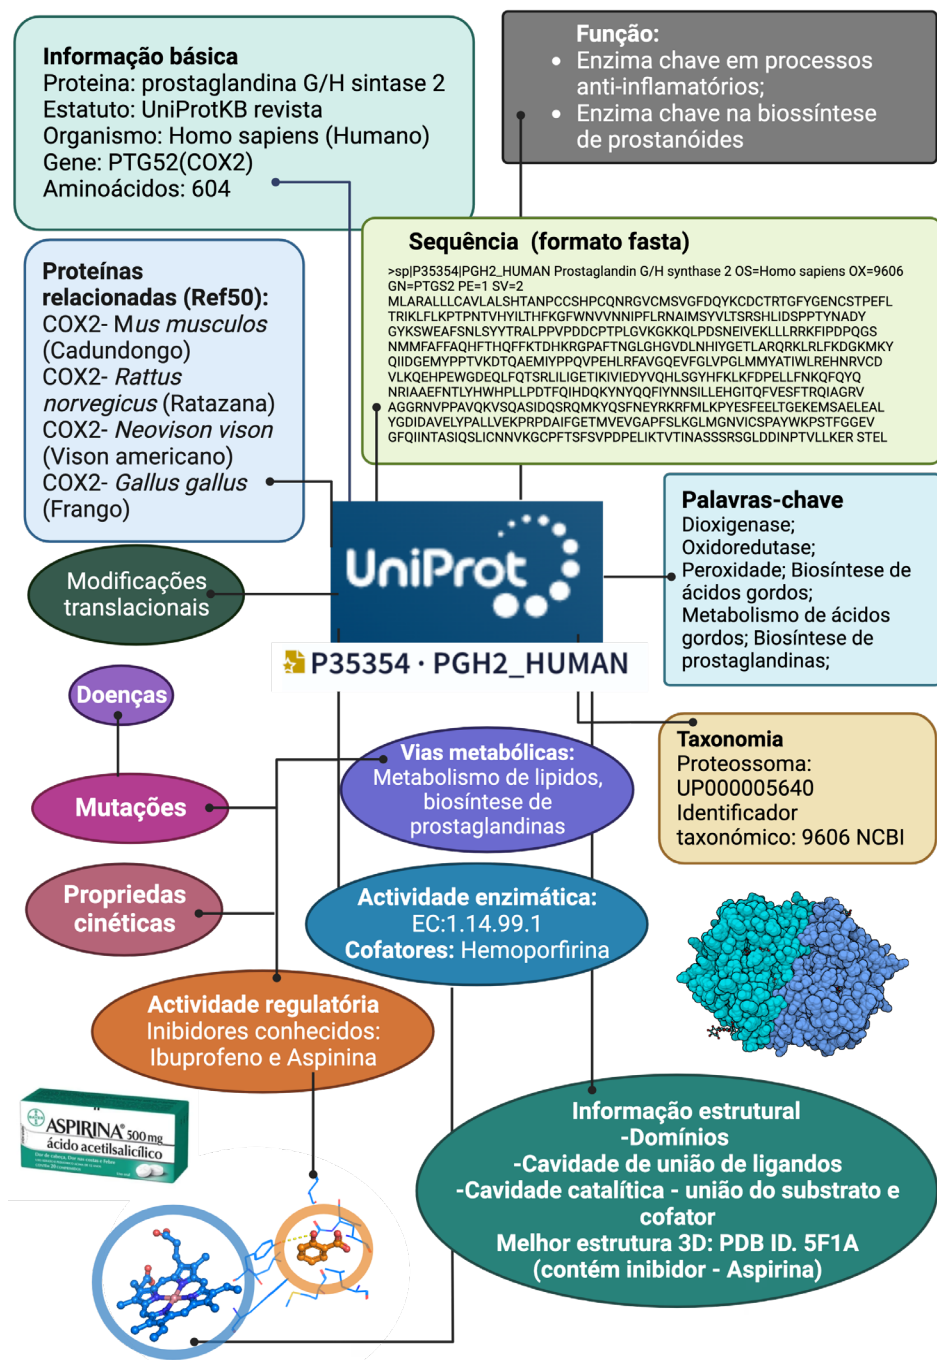 Informação básica
Proteina: prostaglandina G/H sintase 2
Estatuto: UniProtKB revista
Organismo: Homo sapiens (Humano)
Gene: PTG52(COX2)
Aminoácidos: 604
Função:
• Enzima chave em processos
anti-inflamatórios;
• Enzima chave na biossíntese
de prostanóides
Sequência (formato fasta)
>sp|P35354|PGH2_HUMAN Prostaglandin G/H synthase 2 OS=Homo sapiens OX=9606
GN=PTGS2 PE=1 SV=2
MLARALLLCAVLALSHTANPCCSHPCQNRGVCMSVGFDQYKCDCTRTGFYGENCSTPEFL
TRIKLFLKPTPNTVHYILTHFKGFWNVVNNIPFLRNAIMSYVLTSRSHLIDSPPTYNADY
GYKSWEAFSNLSYYTRALPPVPDDCPTPLGVKGKKQLPDSNEIVEKLLLRRKFIPDPQGS
NMMFAFFAQHFTHQFFKTDHKRGPAFTNGLGHGVDLNHIYGETLARQRKLRLFKDGKMKY
QIIDGEMYPPTVKDTQAEMIYPPQVPEHLRFAVGQEVFGLVPGLMMYATIWLREHNRVCD
VLKQEHPEWGDEQLFQTSRLILIGETIKIVIEDYVQHLSGYHFKLKFDPELLFNKQFQYQ
NRIAAEFNTLYHWHPLLPDTFQIHDQKYNYQQFIYNNSILLEHGITQFVESFTRQIAGRV
AGGRNVPPAVQKVSQASIDQSRQMKYQSFNEYRKRFMLKPYESFEELTGEKEMSAELEAL
YGDIDAVELYPALLVEKPRPDAIFGETMVEVGAPFSLKGLMGNVICSPAYWKPSTFGGEV
GFQIINTASIQSLICNNVKGCPFTSFSVPDPELIKTVTINASSSRSGLDDINPTVLLKER STEL
Proteínas
relacionadas (Ref50):
COX2- Mus musculos
(Cadundongo)
COX2- Rattus
norvegicus (Ratazana)
COX2- Neovison vison
(Vison americano)
COX2- Gallus gallus
(Frango)
UniProt
P35354 · PGH2_HUMAN
Palavras-chave
Dioxigenase;
Oxidoredutase;
Peroxidade; Biosíntese de
ácidos gordos;
Metabolismo de ácidos
gordos; Biosíntese de
prostaglandinas;
Modificações
translacionais
Doenças
Mutações
Propriedas
cinéticas
Vias metabólicas:
Metabolismo de lipidos,
biosíntese de
prostaglandinas
Taxonomia
Proteossoma:
UP000005640
Identificador
taxonómico: 9606 NCBI
Actividade enzimática:
EC:1.14.99.1
Cofatores: Hemoporfirina
Actividade regulatória
Inibidores conhecidos:
Ibuprofeno e Aspinina
ASPIRINA® 500 mg
ácido acetilsalicílico
Informação estrutural
-Domínios
-Cavidade de união de ligandos
-Cavidade catalítica - união do substrato e
cofator
Melhor estrutura 3D: PDB ID. 5F1A
(contém inibidor - Aspirina)